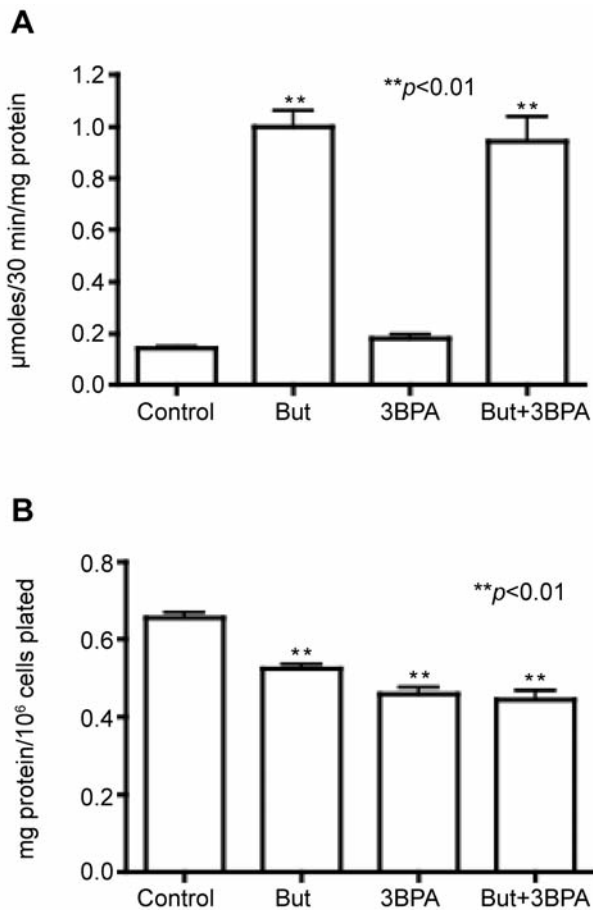 A
µmoles/30 min/mg protein
1.2
1.0
0.8
0.6
0.4
0.2
0.0
**
**p<0.01
**
Control But 3BPA But+3BPA
B
mg protein/10⁶ cells plated
0.8
0.6
0.4
0.2
0.0
**p<0.01
**
**
**
Control But 3BPA But+3BPA